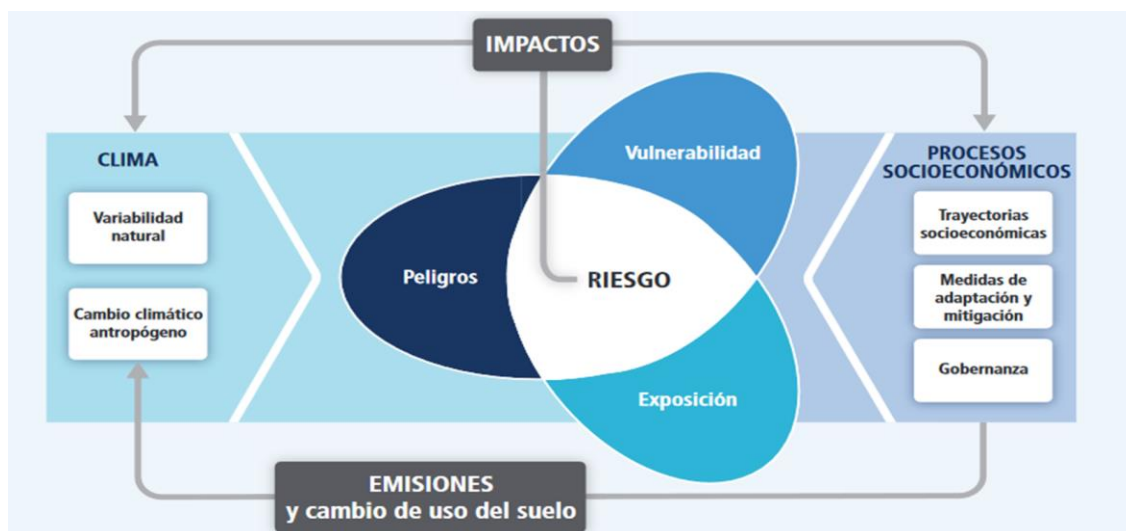 IMPACTOS
CLIMA
Variabilidad
natural
Cambio climático
antropógeno
Peligros
Vulnerabilidad
RIESGO
Exposición
PROCESOS
SOCIOECONÓMICOS
Trayectorias
socioeconómicas
Medidas de
adaptación y
mitigación
Gobernanza
EMISIONES
y cambio de uso del suelo